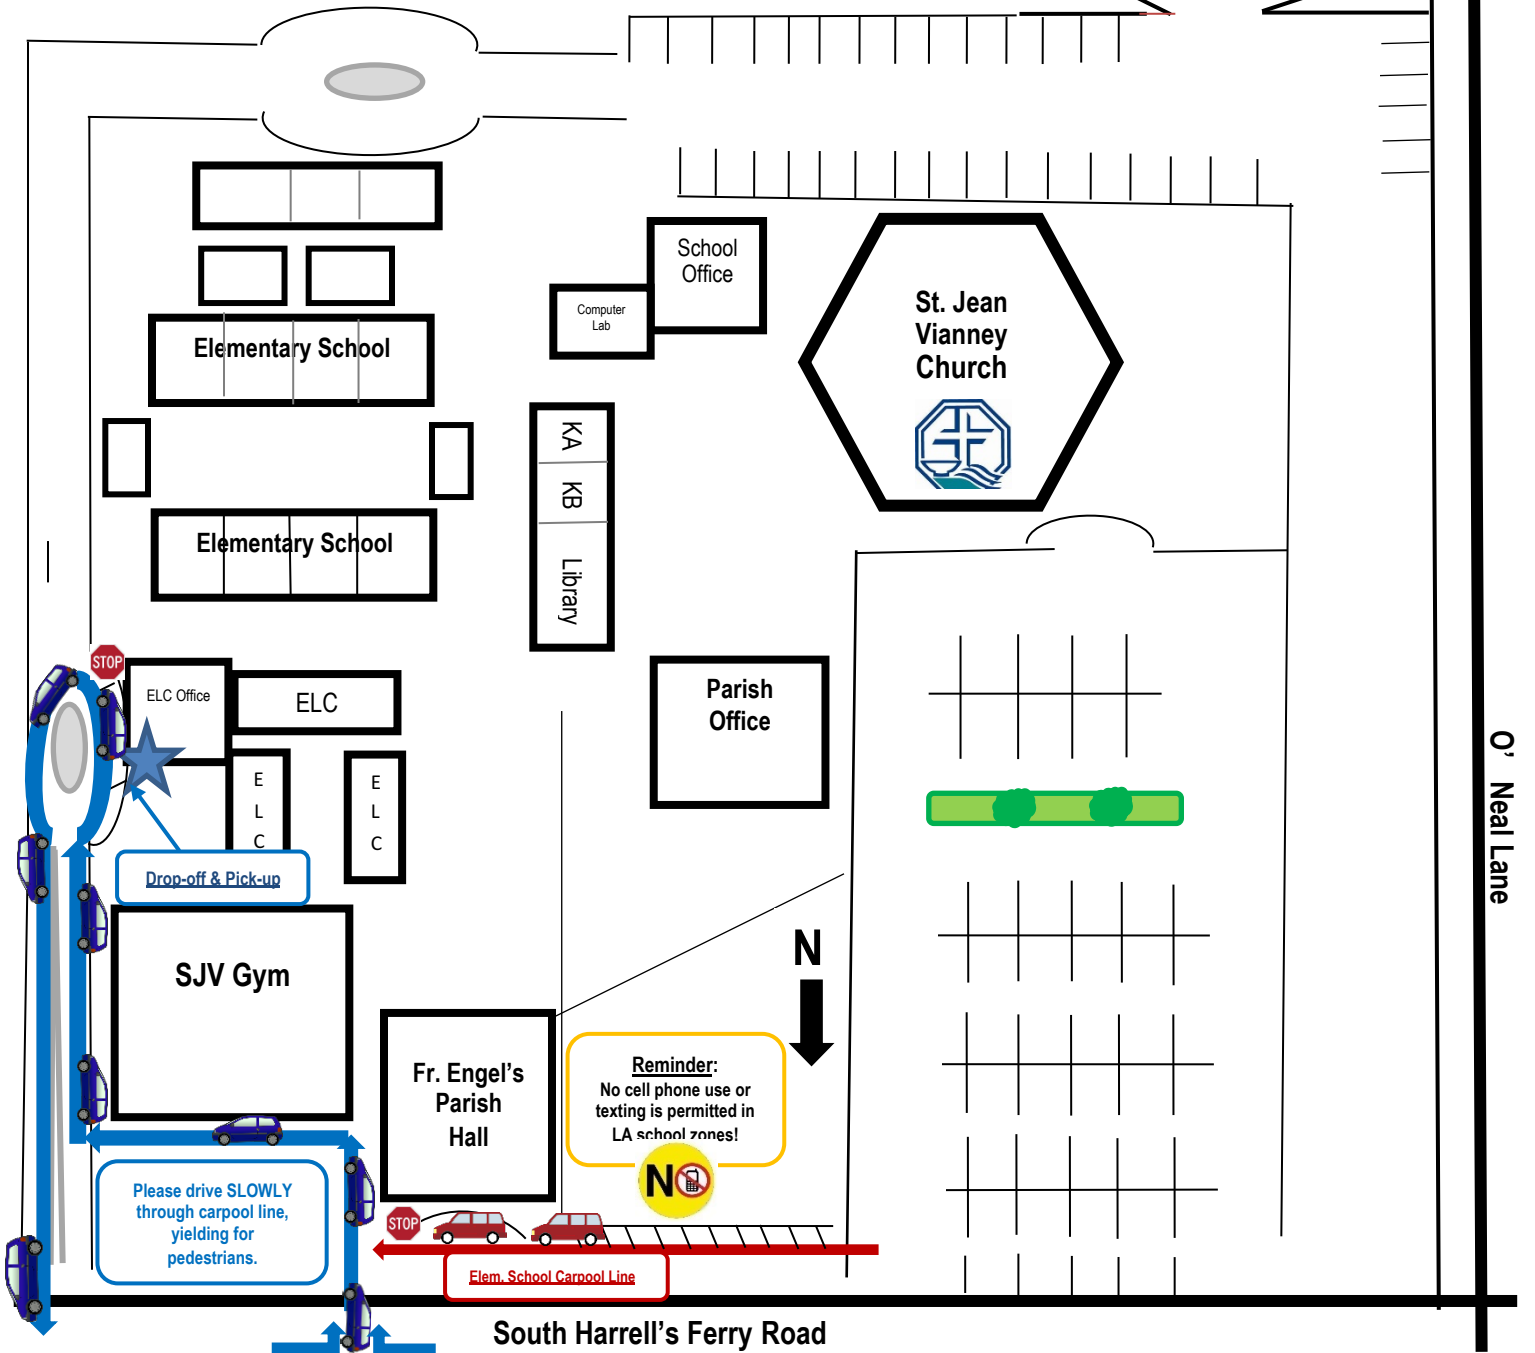 School
Office
Computer
Lab
St. Jean
Vianney
Church
Elementary School
KA
KB
Library
Elementary School
STOP
ELC Office
ELC
Parish
Office
E
L
C
E
L
C
O' Neal Lane
Drop-off & Pick-up
SJV Gym
N
Fr. Engel's
Parish
Hall
Reminder:
No cell phone use or
texting is permitted in
LA school zones!
NO
Please drive SLOWLY
through carpool line,
yielding for
pedestrians.
STOP
Elem. School Carpool Line
South Harrell's Ferry Road